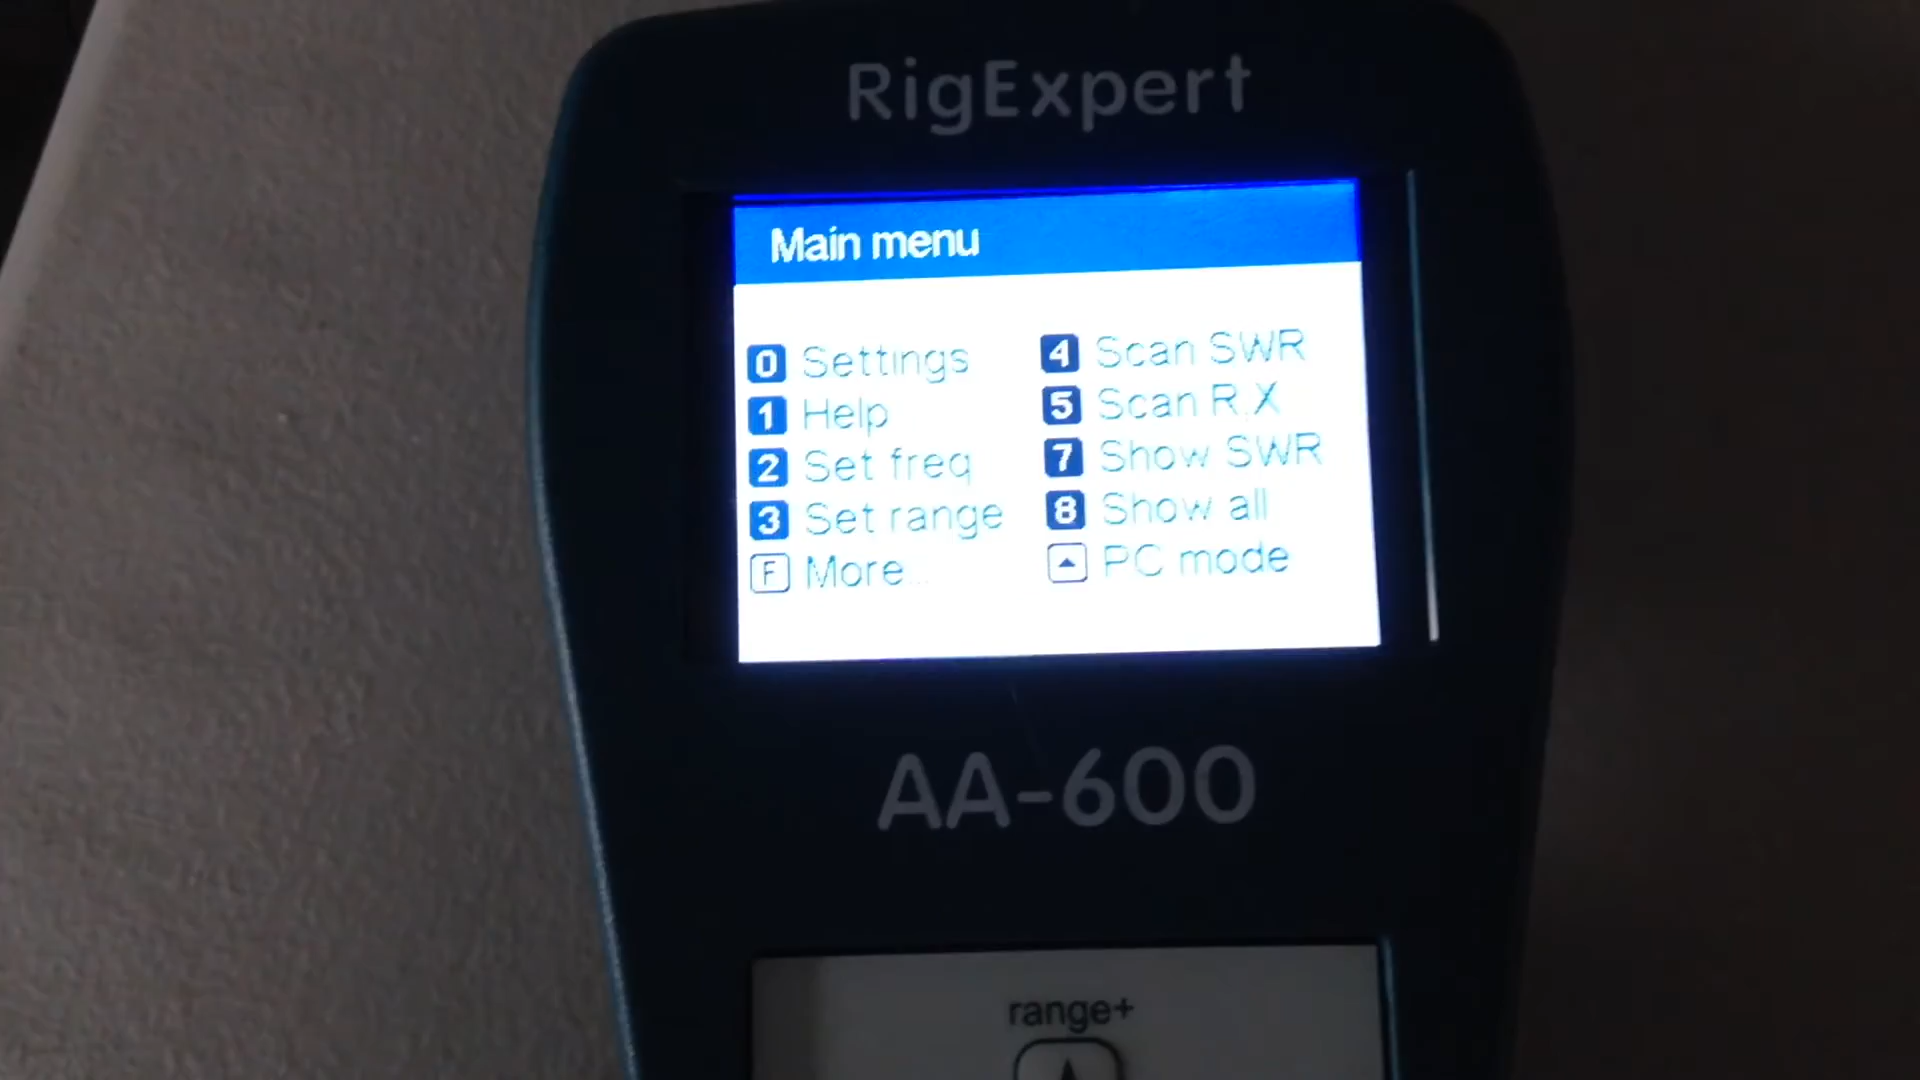 RigExpert
Main menu
0 Settings
1 Help
2 Set freq
3 Set range
F More...
4 Scan SWR
5 Scan R,X
7 Show SWR
8 Show all
PC mode
AA-600
range+